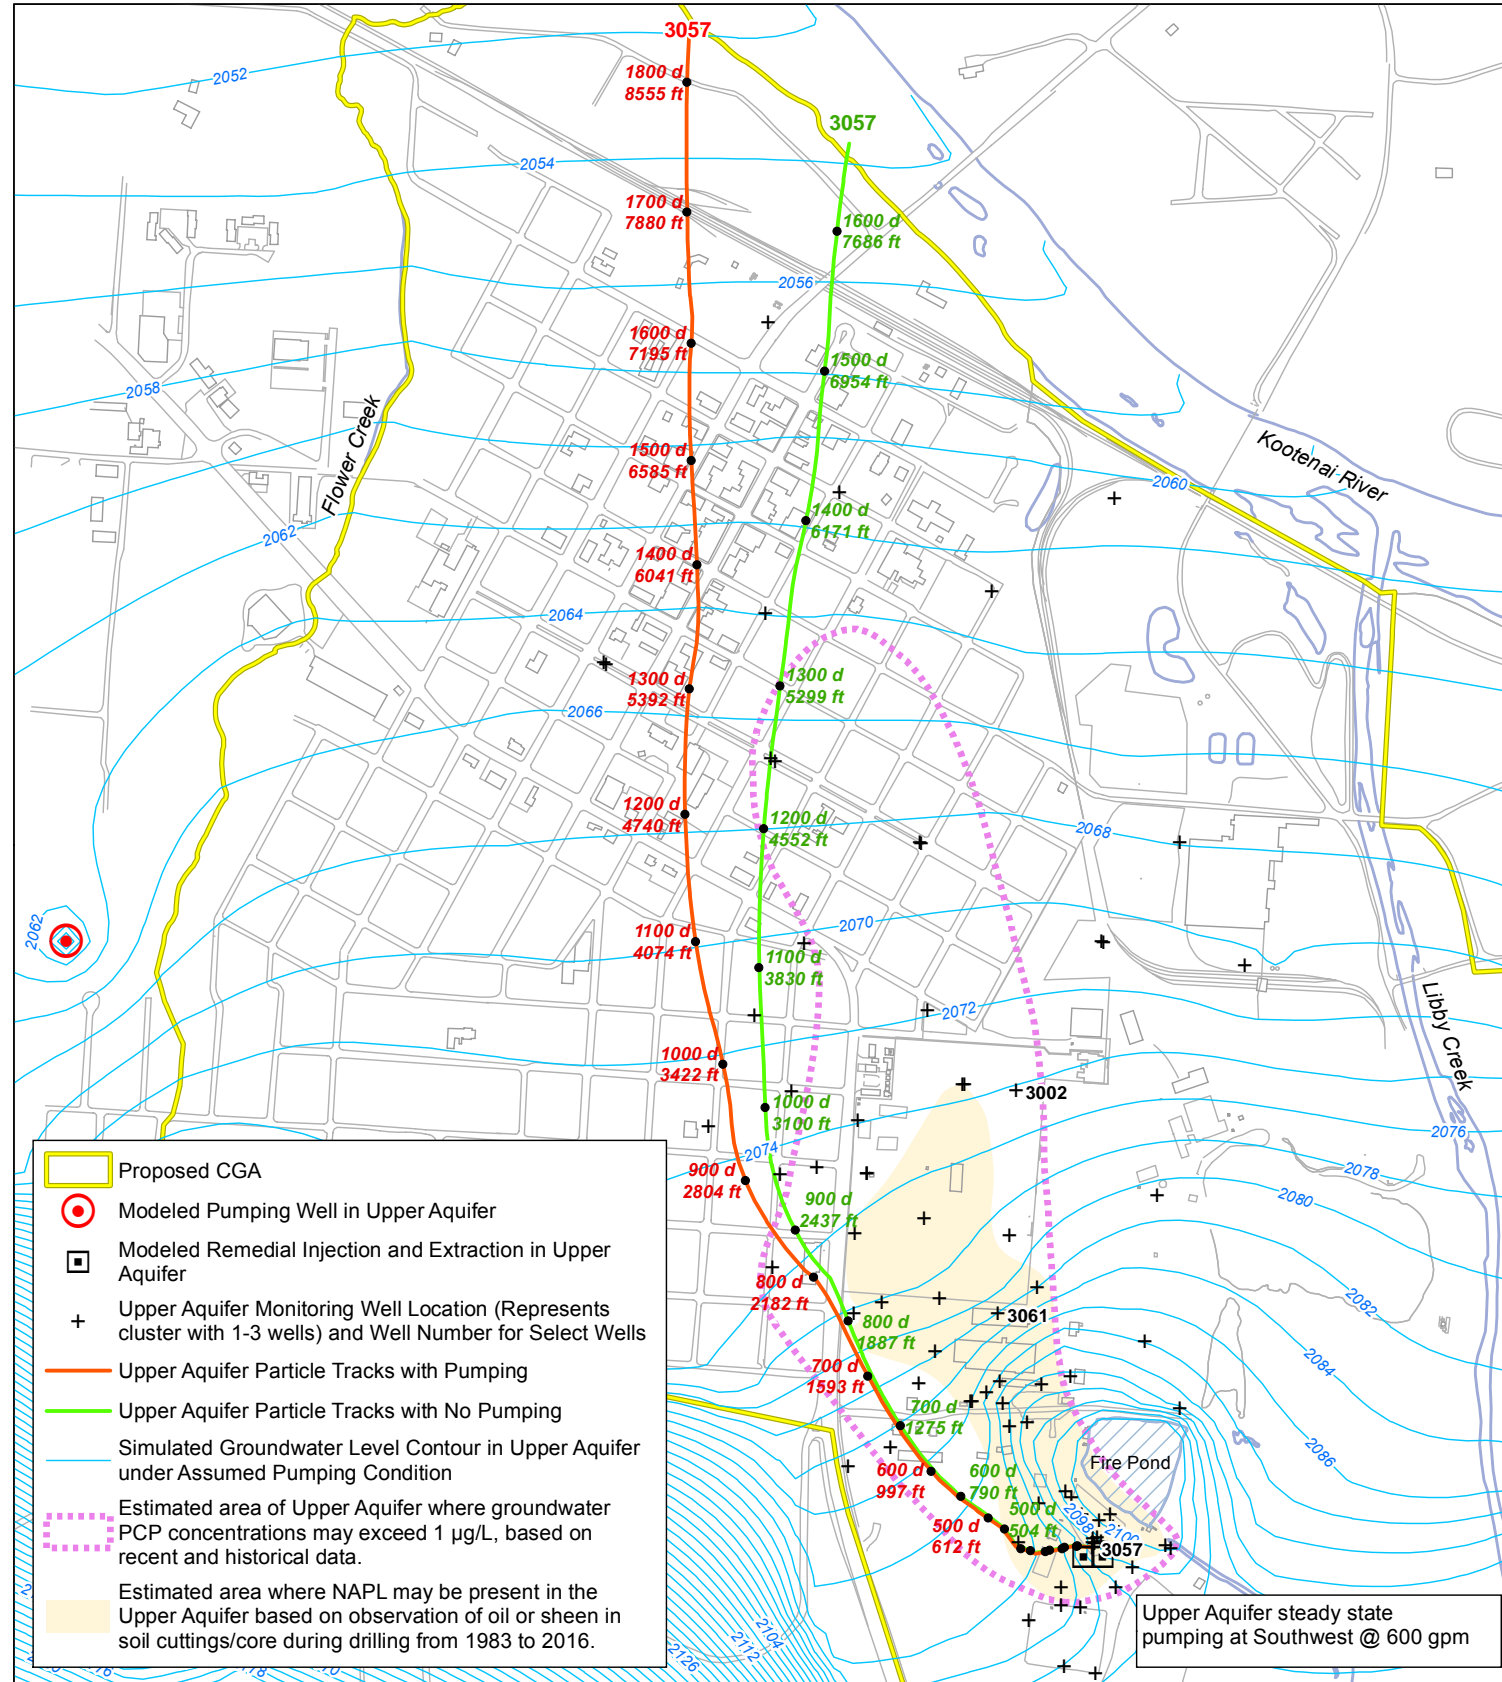 3057
1800 d
8555 ft
2052
3057
2054
1700 d
7880 ft
1600 d
7686 ft
2056
1600 d
7195 ft
1500 d
6954 ft
2058
Flower Creek
Kootenai River
1500 d
6585 ft
2060
1400 d
6171 ft
2062
1400 d
6041 ft
2064
1300 d
5392 ft
1300 d
5299 ft
2066
1200 d
4740 ft
1200 d
4552 ft
2068
2062
1100 d
4074 ft
2070
1100 d
3830 ft
2072
Libby Creek
1000 d
3422 ft
3002
1000 d
3100 ft
2076
2074
900 d
2804 ft
2078
2080
900 d
2437 ft
800 d
2182 ft
2082
3061
800 d
1887 ft
2084
700 d
1593 ft
700 d
1275 ft
2086
Fire Pond
600 d
997 ft
600 d
790 ft
500 d
504 ft
500 d
612 ft
2098
3057
2104
2112
2126
Proposed CGA
Modeled Pumping Well in Upper Aquifer
Modeled Remedial Injection and Extraction in Upper
Aquifer
Upper Aquifer Monitoring Well Location (Represents
cluster with 1-3 wells) and Well Number for Select Wells
Upper Aquifer Particle Tracks with Pumping
Upper Aquifer Particle Tracks with No Pumping
Simulated Groundwater Level Contour in Upper Aquifer
under Assumed Pumping Condition
Estimated area of Upper Aquifer where groundwater
PCP concentrations may exceed 1 µg/L, based on
recent and historical data.
Estimated area where NAPL may be present in the
Upper Aquifer based on observation of oil or sheen in
soil cuttings/core during drilling from 1983 to 2016.
Upper Aquifer steady state
pumping at Southwest @ 600 gpm